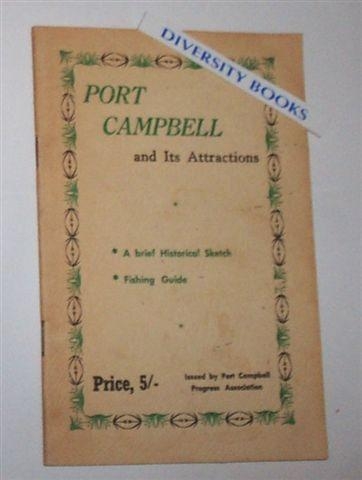 DIVERSITY BOOKS
PORT
CAMPBELL
and Its Attractions
* A brief Historical Sketch
* Fishing Guide
Price, 5/-
Issued by Port Campbell
Progress Association